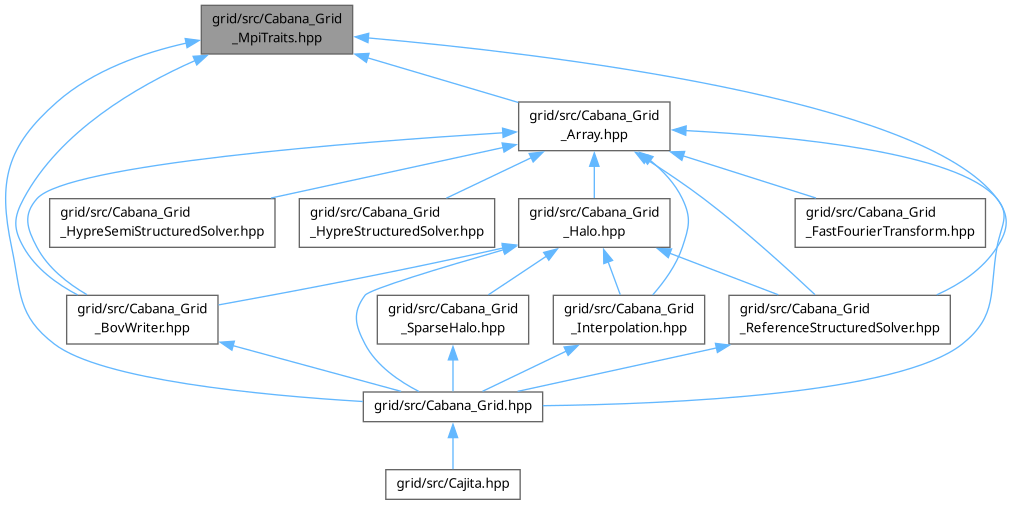 grid/src/Cabana_Grid
_MpiTraits.hpp
grid/src/Cabana_Grid
_Array.hpp
grid/src/Cabana_Grid
_HypreSemiStructuredSolver.hpp
grid/src/Cabana_Grid
_HypreStructuredSolver.hpp
grid/src/Cabana_Grid
_Halo.hpp
grid/src/Cabana_Grid
_FastFourierTransform.hpp
grid/src/Cabana_Grid
_BovWriter.hpp
grid/src/Cabana_Grid
_SparseHalo.hpp
grid/src/Cabana_Grid
_Interpolation.hpp
grid/src/Cabana_Grid
_ReferenceStructuredSolver.hpp
grid/src/Cabana_Grid.hpp
grid/src/Cajita.hpp